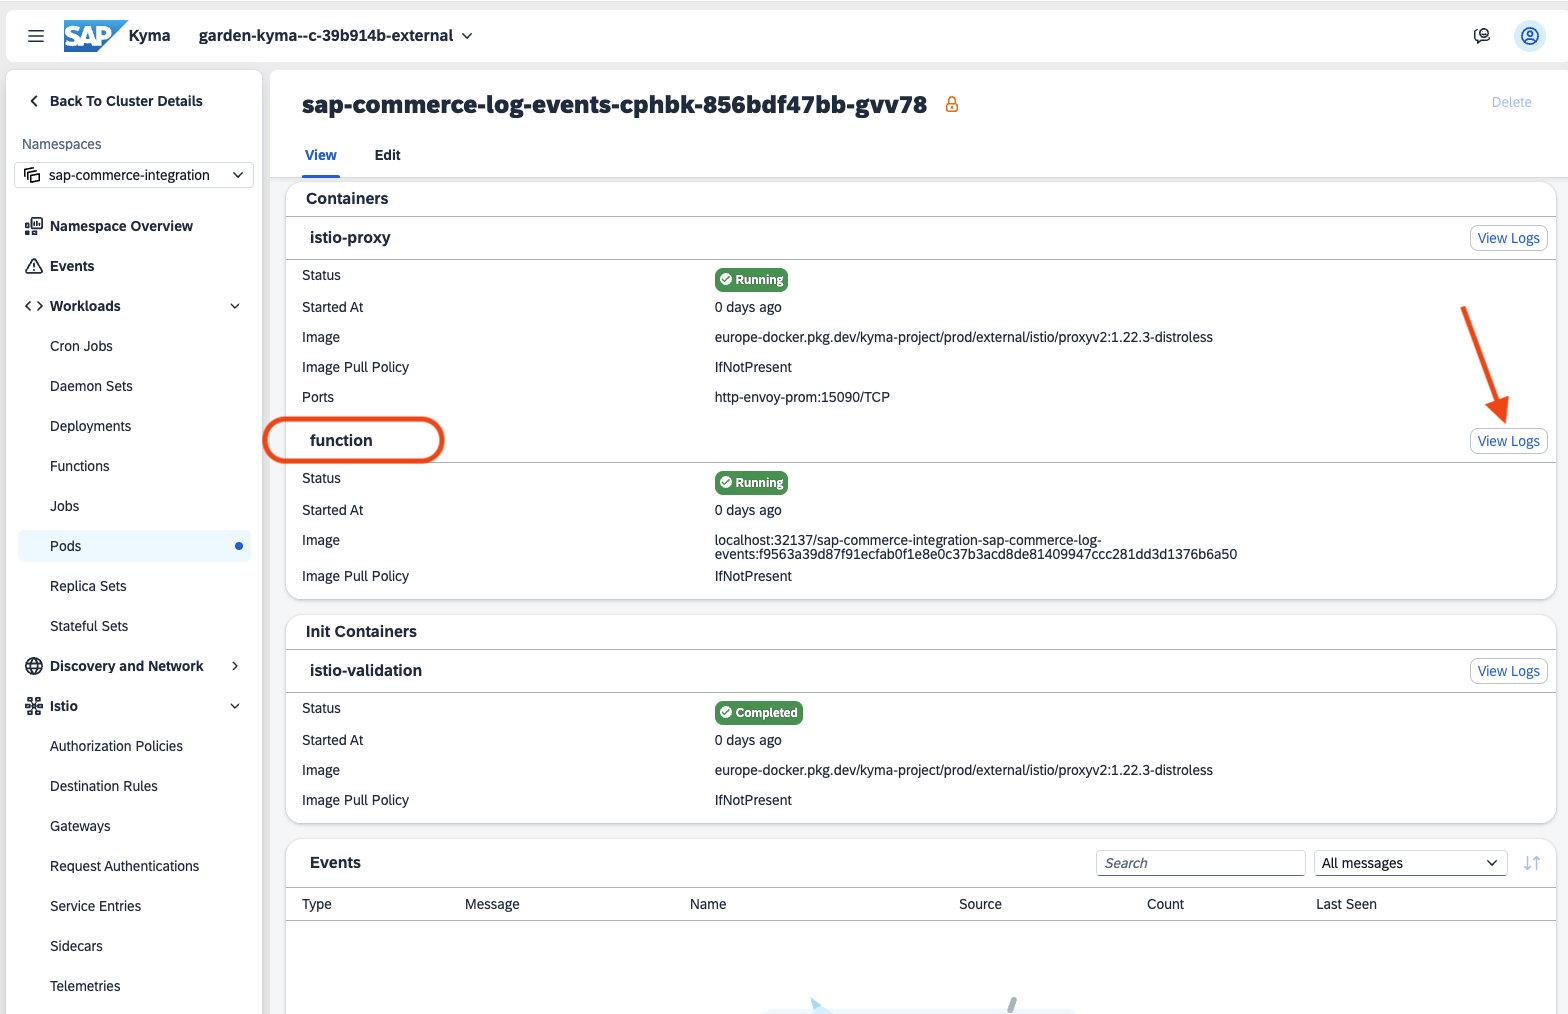 SAP Kyma garden-kyma--c-39b914b-external
Back To Cluster Details
Namespaces
sap-commerce-integration
Namespace Overview
Events
Workloads
Cron Jobs
Daemon Sets
Deployments
Functions
Jobs
Pods
Replica Sets
Stateful Sets
Discovery and Network
Istio
Authorization Policies
Destination Rules
Gateways
Request Authentications
Service Entries
Sidecars
Telemetries
sap-commerce-log-events-cphbk-856bdf47bb-gvv78 Delete
View Edit
Containers
istio-proxy View Logs
Status Running
Started At 0 days ago
Image europe-docker.pkg.dev/kyma-project/prod/external/istio/proxyv2:1.22.3-distroless
Image Pull Policy IfNotPresent
Ports http-envoy-prom:15090/TCP
function View Logs
Status Running
Started At 0 days ago
Image localhost:32137/sap-commerce-integration-sap-commerce-log-
events:f9563a39d87f91ecfab0f1e8e0c37b3acd8de81409947ccc281dd3d1376b6a50
Image Pull Policy IfNotPresent
Init Containers
istio-validation View Logs
Status Completed
Started At 0 days ago
Image europe-docker.pkg.dev/kyma-project/prod/external/istio/proxyv2:1.22.3-distroless
Image Pull Policy IfNotPresent
Events Search All messages
Type Message Name Source Count Last Seen